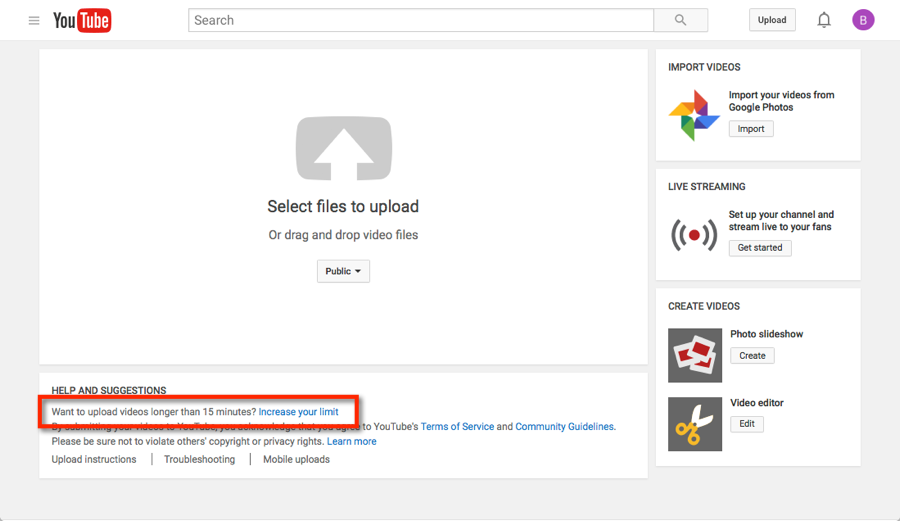 YouTube
Search
Upload
B
Select files to upload
Or drag and drop video files
Public
HELP AND SUGGESTIONS
Want to upload videos longer than 15 minutes? Increase your limit
By submitting your videos to YouTube, you acknowledge that you agree to YouTube's Terms of Service and Community Guidelines.
Please be sure not to violate others' copyright or privacy rights. Learn more
Upload instructions | Troubleshooting | Mobile uploads
IMPORT VIDEOS
Import your videos from
Google Photos
Import
LIVE STREAMING
Set up your channel and
stream live to your fans
Get started
CREATE VIDEOS
Photo slideshow
Create
Video editor
Edit